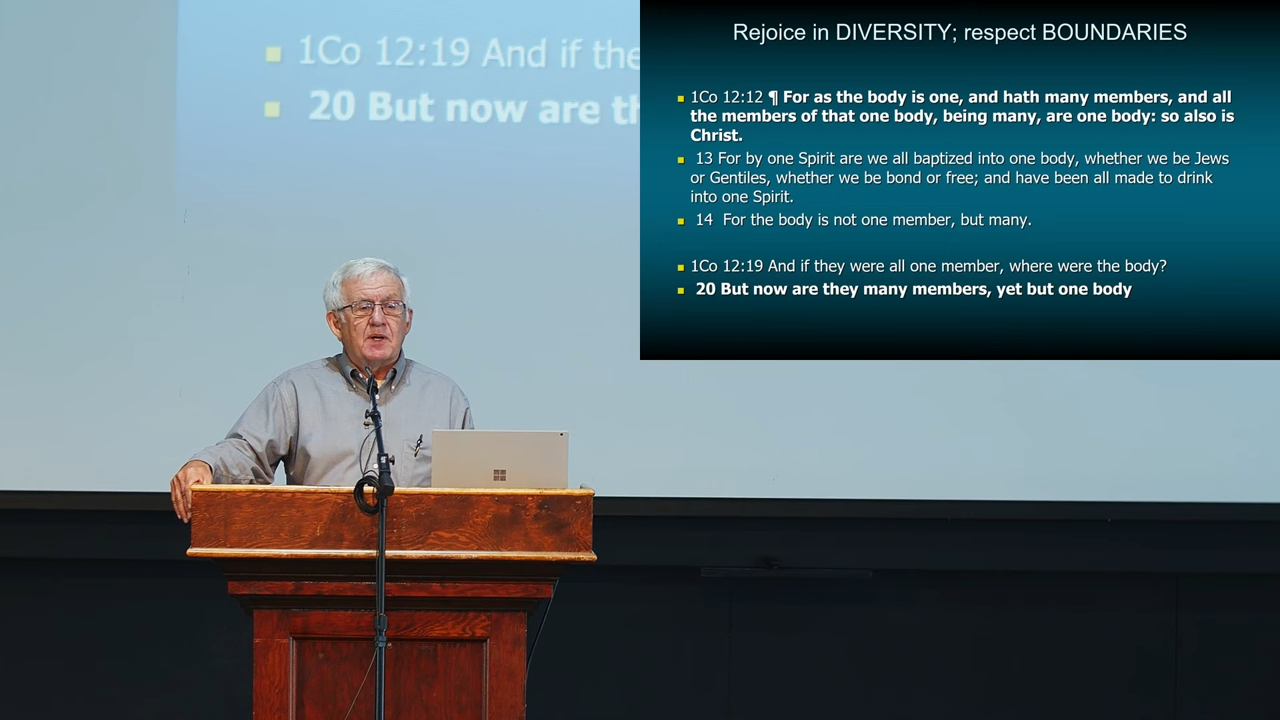 1Co 12:19 And if the
20 But now are th
Rejoice in DIVERSITY; respect BOUNDARIES
1Co 12:12 ¶ For as the body is one, and hath many members, and all
the members of that one body, being many, are one body: so also is
Christ.
13 For by one Spirit are we all baptized into one body, whether we be Jews
or Gentiles, whether we be bond or free; and have been all made to drink
into one Spirit.
14 For the body is not one member, but many.
1Co 12:19 And if they were all one member, where were the body?
20 But now are they many members, yet but one body